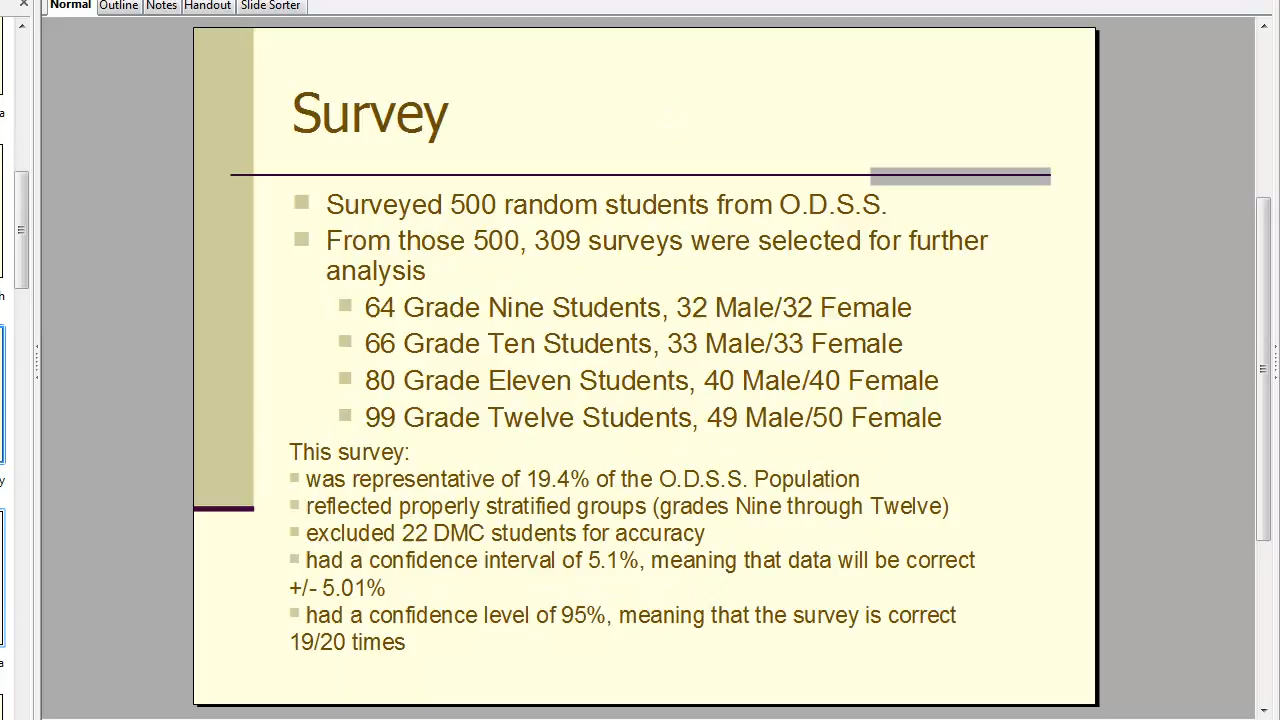 Normal Outline Notes Handout Slide Sorter
Survey
Surveyed 500 random students from O.D.S.S.
From those 500, 309 surveys were selected for further
analysis
64 Grade Nine Students, 32 Male/32 Female
66 Grade Ten Students, 33 Male/33 Female
80 Grade Eleven Students, 40 Male/40 Female
99 Grade Twelve Students, 49 Male/50 Female
This survey:
was representative of 19.4% of the O.D.S.S. Population
reflected properly stratified groups (grades Nine through Twelve)
excluded 22 DMC students for accuracy
had a confidence interval of 5.1%, meaning that data will be correct
+/- 5.01%
had a confidence level of 95%, meaning that the survey is correct
19/20 times